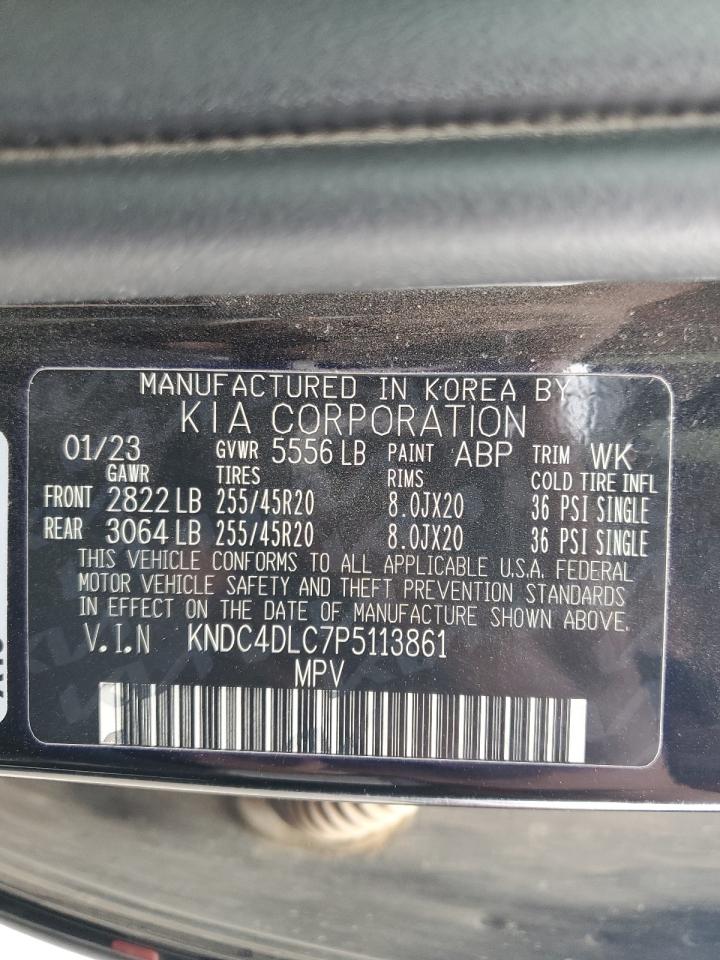 MANUFACTURED IN KOREA BY
KIA CORPORATION
01/23 GVWR 5556 LB PAINT ABP TRIM WK
GAWR TIRES RIMS COLD TIRE INFL
FRONT 2822 LB 255/45R20 8.0JX20 36 PSI SINGLE
REAR 3064 LB 255/45R20 8.0JX20 36 PSI SINGLE
THIS VEHICLE CONFORMS TO ALL APPLICABLE U.S.A. FEDERAL
MOTOR VEHICLE SAFETY AND THEFT PREVENTION STANDARDS
IN EFFECT ON THE DATE OF MANUFACTURE SHOWN ABOVE.
V.I.N KNDC4DLC7P5113861
MPV